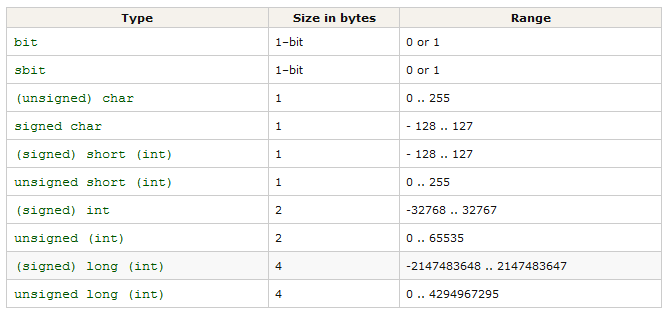 Type Size in bytes Range
bit 1–bit 0 or 1
sbit 1–bit 0 or 1
(unsigned) char 1 0 .. 255
signed char 1 - 128 .. 127
(signed) short (int) 1 - 128 .. 127
unsigned short (int) 1 0 .. 255
(signed) int 2 -32768 .. 32767
unsigned (int) 2 0 .. 65535
(signed) long (int) 4 -2147483648 .. 2147483647
unsigned long (int) 4 0 .. 4294967295